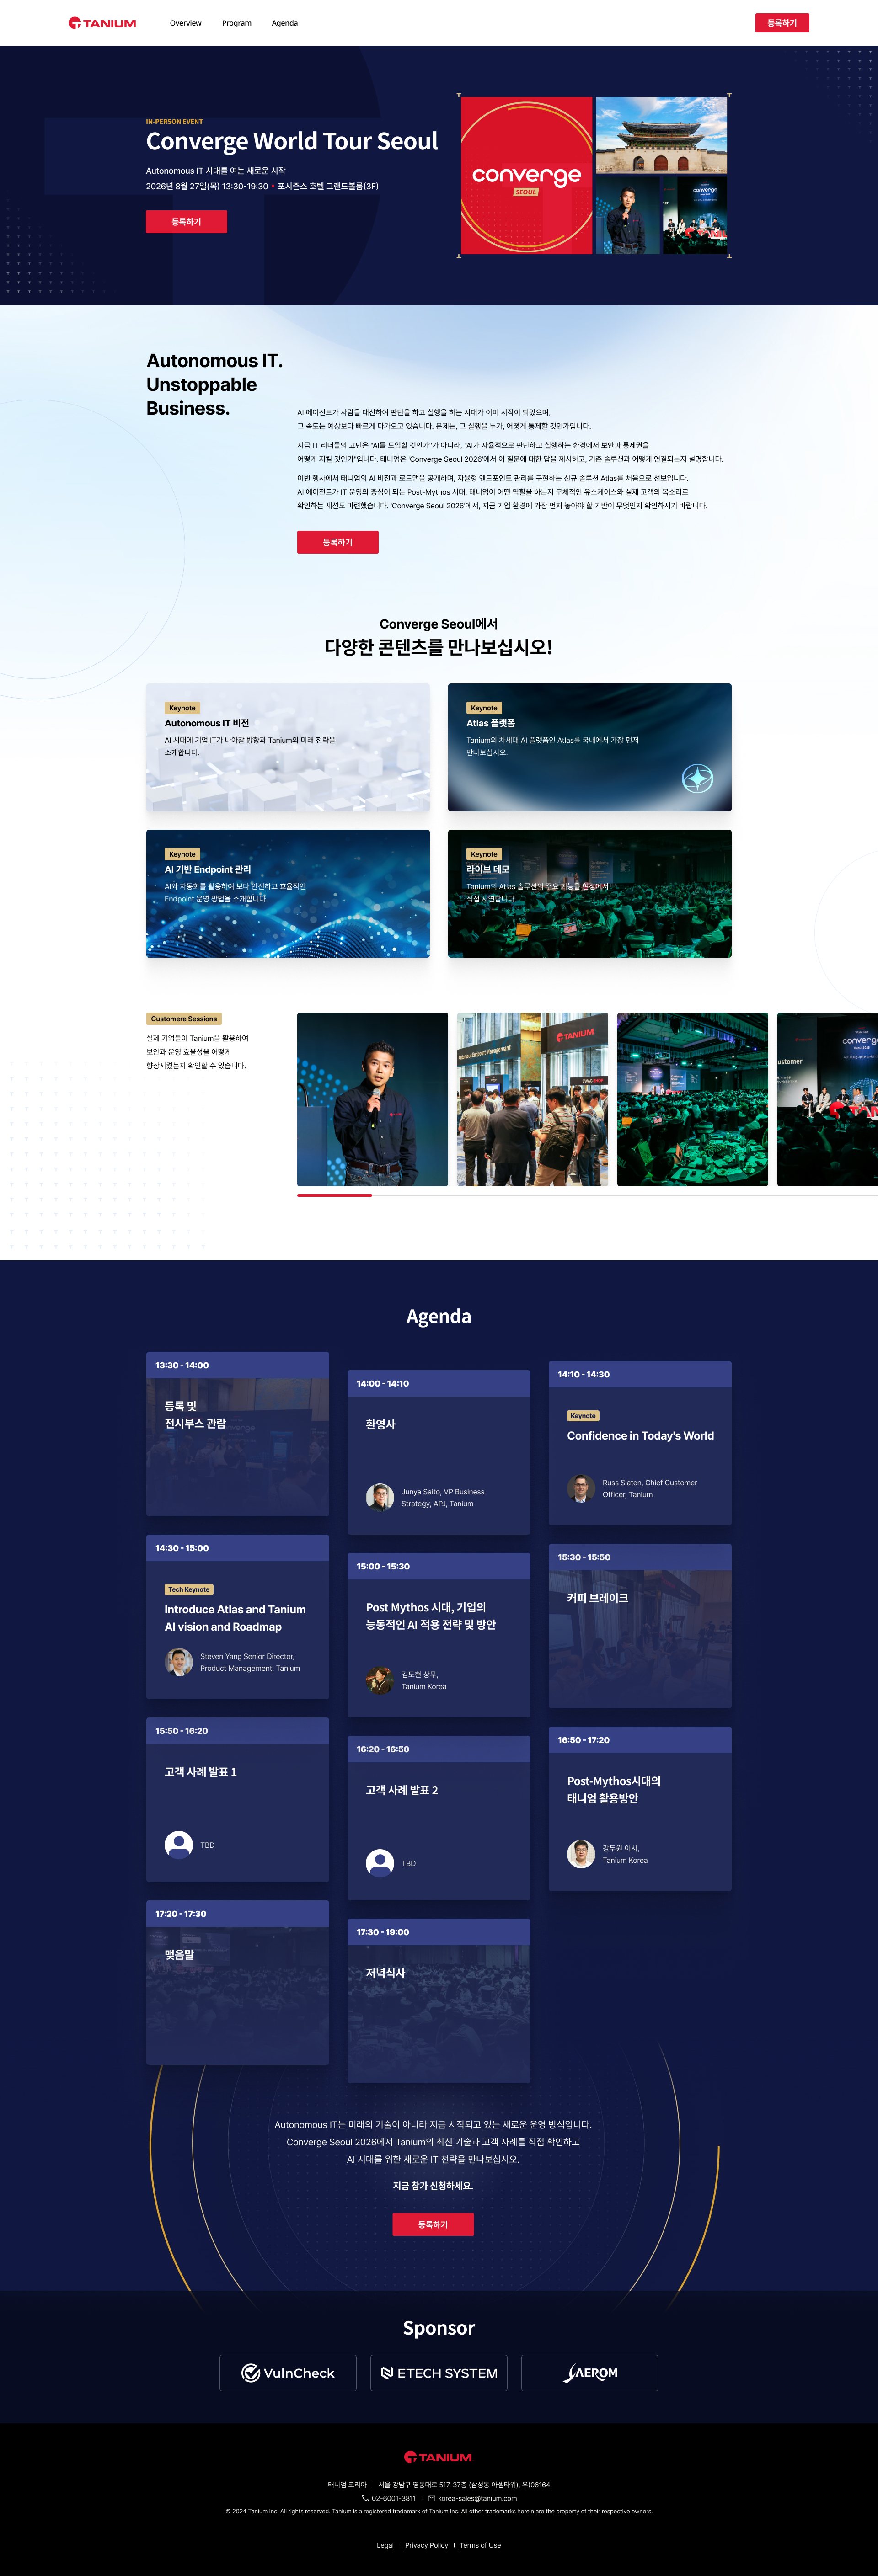 TANIUM
Overview
Program
Agenda
등록하기
IN-PERSON EVENT
Converge World Tour Seoul
Autonomous IT 시대를 여는 새로운 시작
2026년 8월 27일(목) 13:30-19:30 • 포시즌스 호텔 그랜드볼룸(3F)
등록하기
converge
SEOUL
converge
Autonomous IT.
Unstoppable
Business.
AI 에이전트가 사람을 대신하여 판단을 하고 실행을 하는 시대가 이미 시작이 되었으며,
그 속도는 예상보다 빠르게 다가오고 있습니다. 문제는, 그 실행을 누가, 어떻게 통제할 것인가입니다.
지금 IT 리더들의 고민은 "AI를 도입할 것인가"가 아니라, "AI가 자율적으로 판단하고 실행하는 환경에서 보안과 통제권을
어떻게 지킬 것인가"입니다. 태니엄은 'Converge Seoul 2026'에서 이 질문에 대한 답을 제시하고, 기존 솔루션과 어떻게 연결되는지 설명합니다.
이번 행사에서 태니엄의 AI 비전과 로드맵을 공개하며, 자율형 엔드포인트 관리를 구현하는 신규 솔루션 Atlas를 처음으로 선보입니다.
AI 에이전트가 IT 운영의 중심이 되는 Post-Mythos 시대, 태니엄이 어떤 역할을 하는지 구체적인 유스케이스와 실제 고객의 목소리로
확인하는 세션도 마련했습니다. 'Converge Seoul 2026'에서, 지금 기업 환경에 가장 먼저 놓아야 할 기반이 무엇인지 확인하시기 바랍니다.
등록하기
Converge Seoul에서
다양한 콘텐츠를 만나보십시오!
Keynote
Autonomous IT 비전
AI 시대에 기업 IT가 나아갈 방향과 Tanium의 미래 전략을
소개합니다.
Keynote
Atlas 플랫폼
Tanium의 차세대 AI 플랫폼인 Atlas를 국내에서 가장 먼저
만나보십시오.
Keynote
AI 기반 Endpoint 관리
AI와 자동화를 활용하여 보다 안전하고 효율적인
Endpoint 운영 방법을 소개합니다.
Keynote
라이브 데모
Tanium의 Atlas 솔루션의 주요 기능을 현장에서
직접 시연합니다.
Customere Sessions
실제 기업들이 Tanium을 활용하여
보안과 운영 효율성을 어떻게
향상시켰는지 확인할 수 있습니다.
TANIUM
Agenda
13:30 - 14:00
등록 및
전시부스 관람
14:00 - 14:10
환영사
Junya Saito, VP Business
Strategy, APJ, Tanium
14:10 - 14:30
Keynote
Confidence in Today's World
Russ Slaten, Chief Customer
Officer, Tanium
14:30 - 15:00
Tech Keynote
Introduce Atlas and Tanium
AI vision and Roadmap
Steven Yang Senior Director,
Product Management, Tanium
15:00 - 15:30
Post Mythos 시대, 기업의
능동적인 AI 적용 전략 및 방안
김도현 상무,
Tanium Korea
15:30 - 15:50
커피 브레이크
15:50 - 16:20
고객 사례 발표 1
TBD
16:20 - 16:50
고객 사례 발표 2
TBD
16:50 - 17:20
Post-Mythos시대의
태니엄 활용방안
강두원 이사,
Tanium Korea
17:20 - 17:30
맺음말
17:30 - 19:00
저녁식사
Autonomous IT는 미래의 기술이 아니라 지금 시작되고 있는 새로운 운영 방식입니다.
Converge Seoul 2026에서 Tanium의 최신 기술과 고객 사례를 직접 확인하고
AI 시대를 위한 새로운 IT 전략을 만나보십시오.
지금 참가 신청하세요.
등록하기
Sponsor
VulnCheck
ETECH SYSTEM
AEROM
TANIUM
태니엄 코리아 | 서울 강남구 영동대로 517, 37층 (삼성동 아셈타워), 우)06164
02-6001-3811 | korea-sales@tanium.com
© 2024 Tanium Inc. All rights reserved. Tanium is a registered trademark of Tanium Inc. All other trademarks herein are the property of their respective owners.
Legal | Privacy Policy | Terms of Use